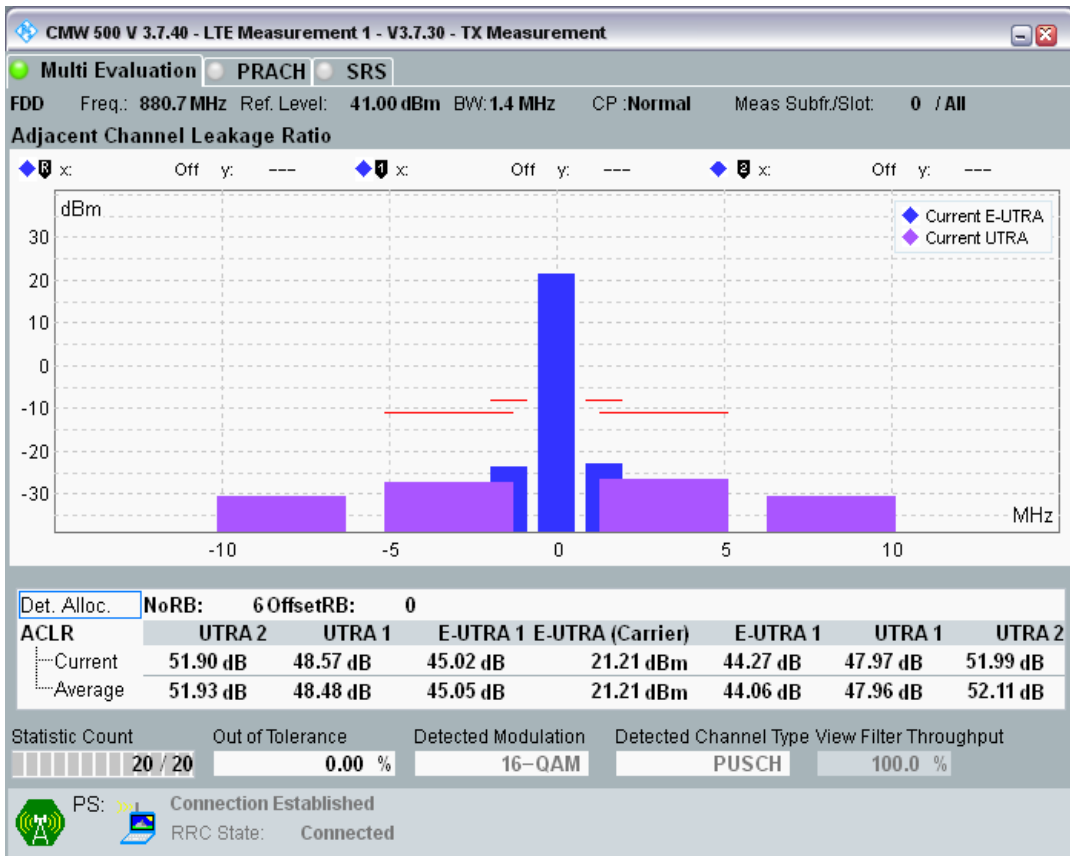 CMW 500 V 3.7.40 - LTE Measurement 1 - V3.7.30 - TX Measurement
Multi Evaluation PRACH SRS
FDD Freq.: 880.7 MHz Ref. Level: 41.00 dBm BW: 1.4 MHz CP :Normal Meas Subfr./Slot: 0 / All
Adjacent Channel Leakage Ratio
R x: Off y: --- 1 x: Off y: --- 2 x: Off y: ---
dBm
Current E-UTRA
Current UTRA
30
20
10
0
-10
-20
-30
MHz
-10 -5 0 5 10
Det. Alloc. NoRB: 6 OffsetRB: 0
ACLR UTRA 2 UTRA 1 E-UTRA 1 E-UTRA (Carrier) E-UTRA 1 UTRA 1 UTRA 2
Current 51.90 dB 48.57 dB 45.02 dB 21.21 dBm 44.27 dB 47.97 dB 51.99 dB
Average 51.93 dB 48.48 dB 45.05 dB 21.21 dBm 44.06 dB 47.96 dB 52.11 dB
Statistic Count Out of Tolerance Detected Modulation Detected Channel Type View Filter Throughput
20 / 20 0.00 % 16-QAM PUSCH 100.0 %
PS: Connection Established
RRC State: Connected